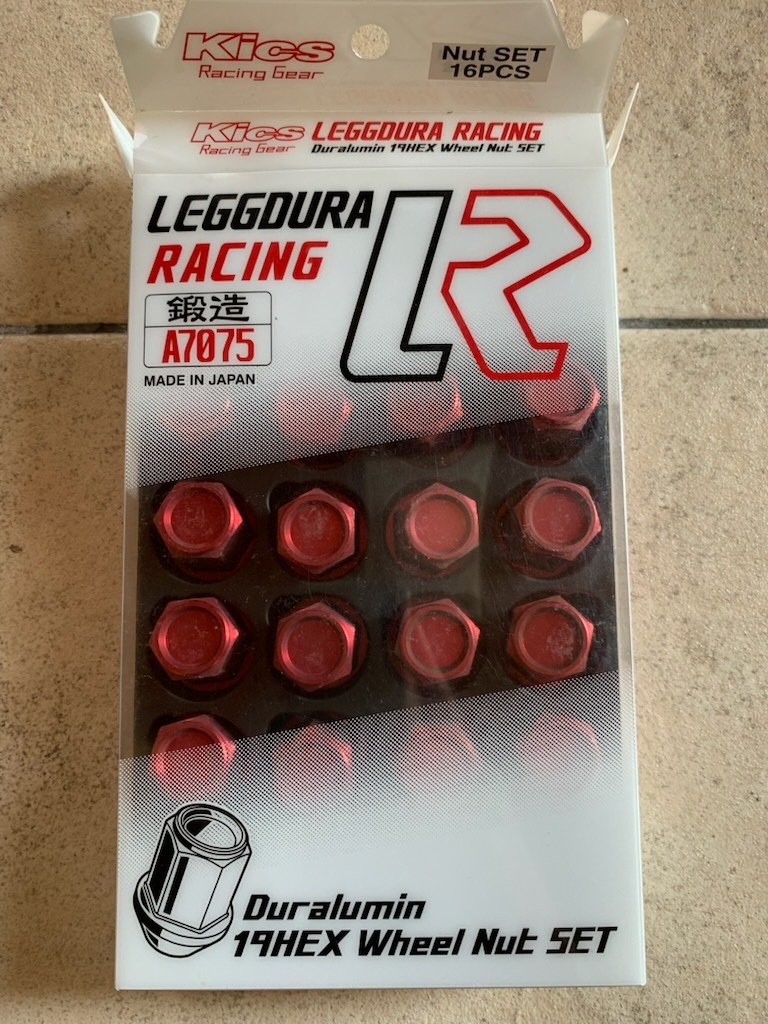 Kics
Racing Gear
Nut SET
16PCS
Kics LEGGDURA RACING
Racing Gear Duralumin 19HEX Wheel Nut SET
LEGGDURA
RACING
LR
鍛造
A7075
MADE IN JAPAN
Duralumin
19HEX Wheel Nut SET